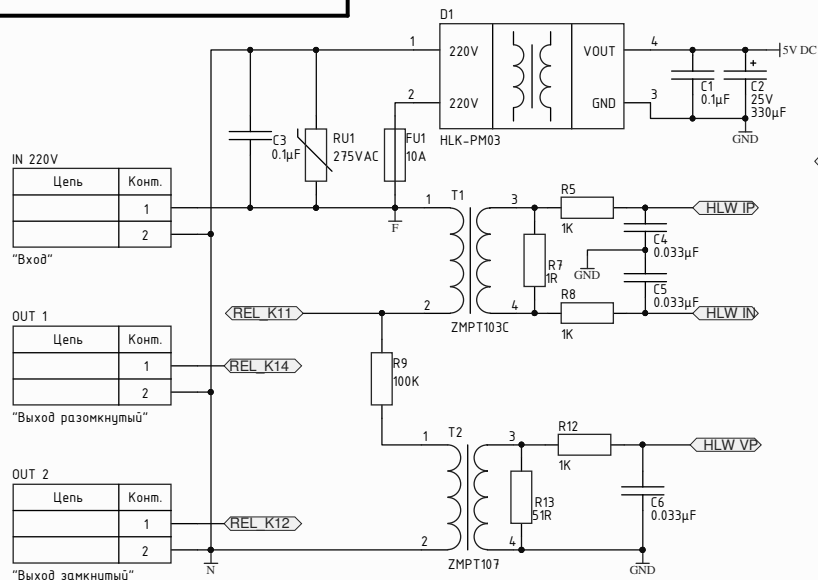 D1
1
220V
VOUT
4
5V DC
2
220V
GND
3
HLK-PM03
C1
0.1µF
+
C2
25V
330µF
GND
C3
0.1µF
RU1
275VAC
FU1
10A
IN 220V
Цепь Конт.
1
2
"Вход"
F
1
T1
3
2
4
ZMPT103C
R5
1K
R7
1R
R8
1K
HLW IP
C4
0.033µF
GND
C5
0.033µF
HLW IN
OUT 1
Цепь Конт.
1
2
"Выход разомкнутый"
REL_K11
REL_K14
R9
100K
OUT 2
Цепь Конт.
1
2
"Выход замкнутый"
REL_K12
N
1
T2
3
2
4
ZMPT107
R12
1K
R13
51R
HLW VP
C6
0.033µF
GND